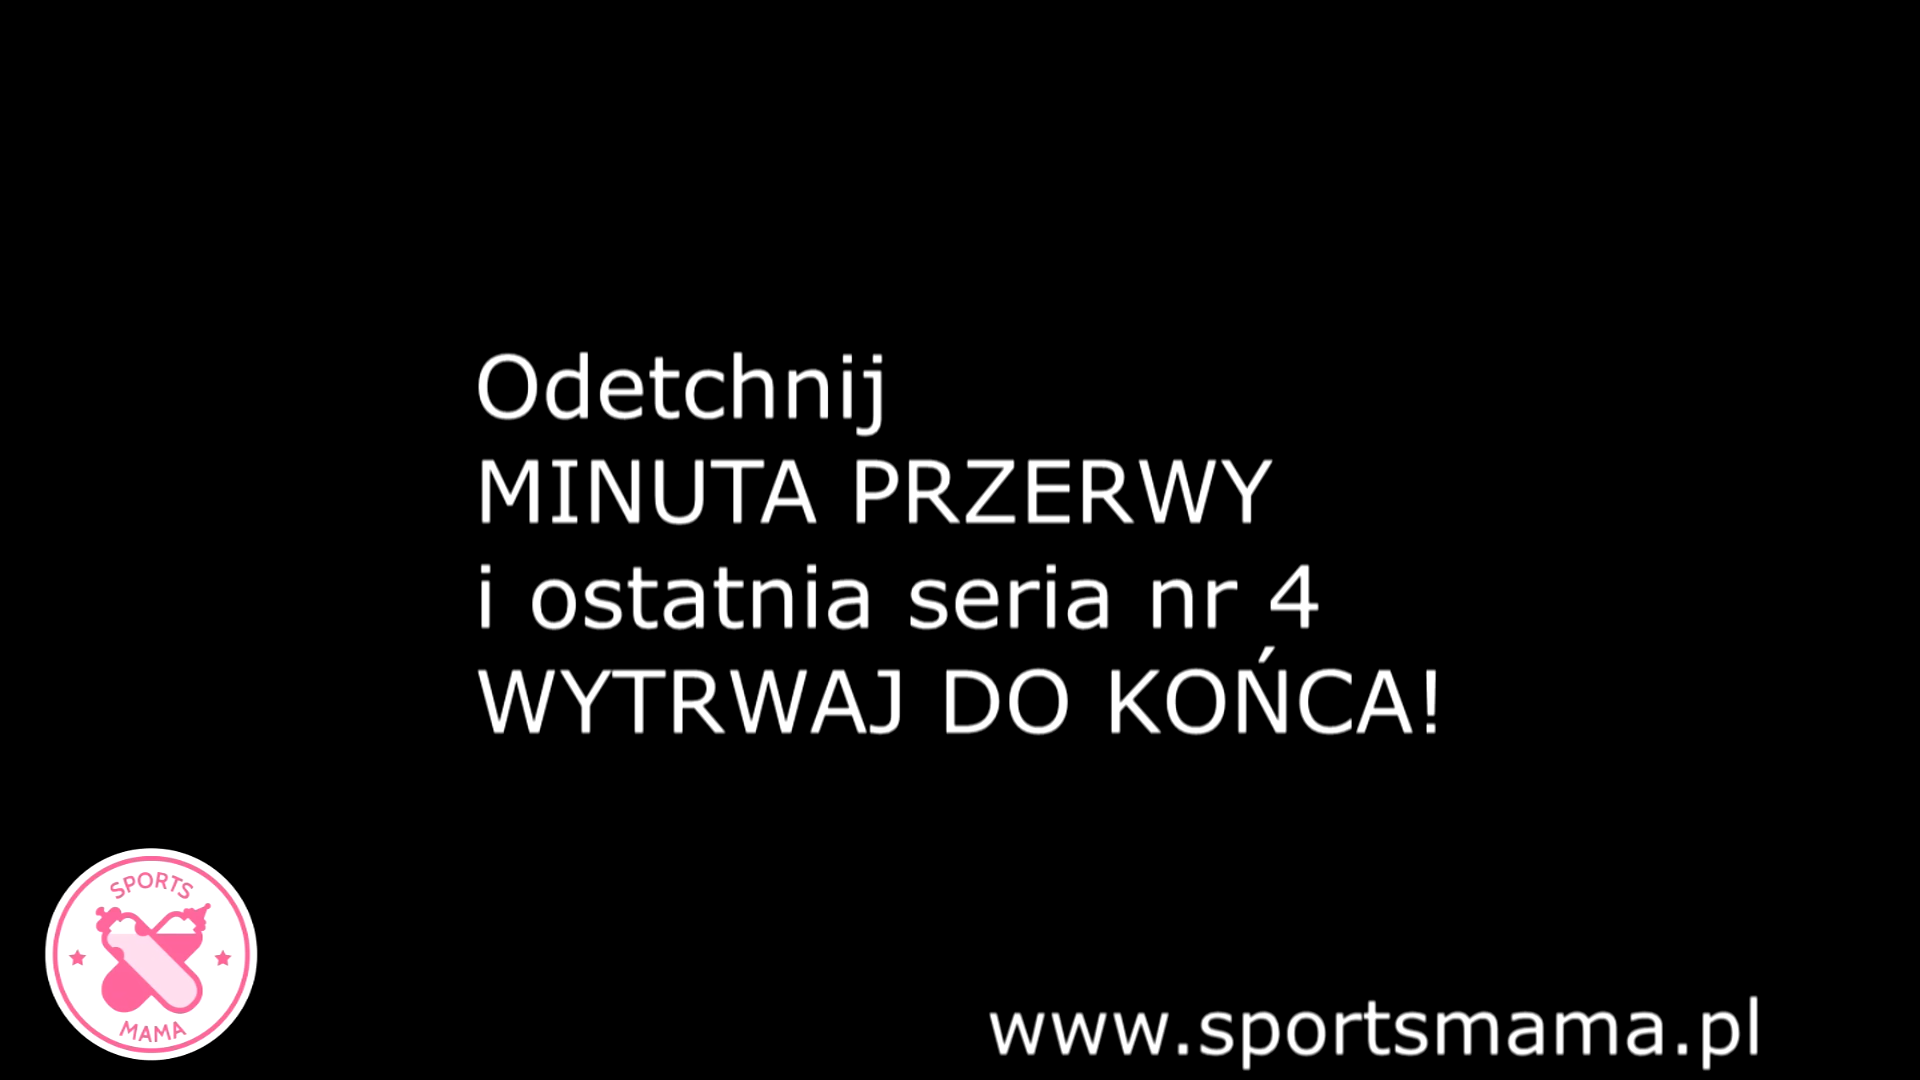 Odetchnij
MINUTA PRZERWY
i ostatnia seria nr 4
WYTRWAJ DO KOŃCA!
SPORTS
MAMA
www.sportsmama.pl